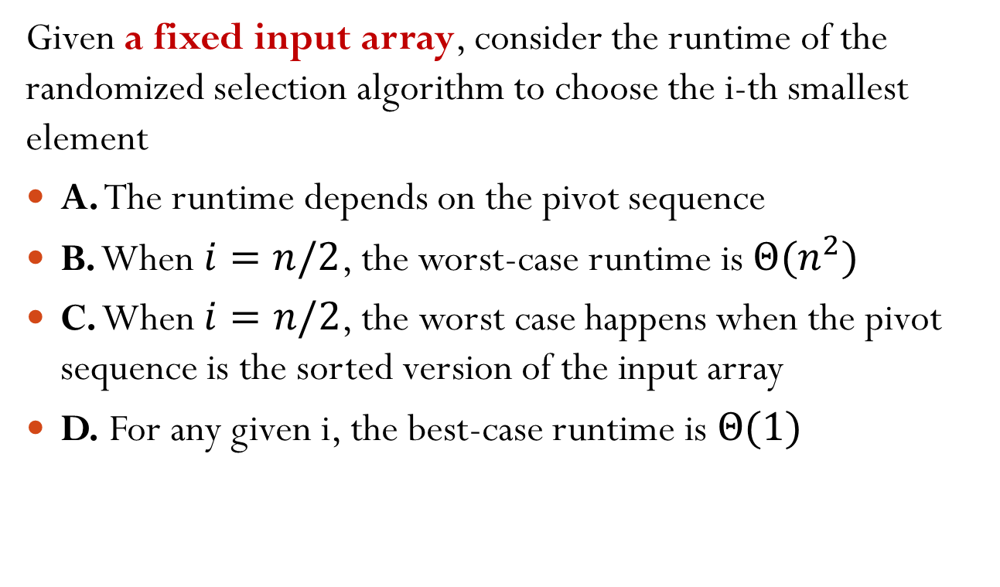 Given a fixed input array, consider the runtime of the
randomized selection algorithm to choose the i-th smallest
element
• A. The runtime depends on the pivot sequence
• B. When 𝑖 = 𝑛/2, the worst-case runtime is Θ(𝑛²)
• C. When 𝑖 = 𝑛/2, the worst case happens when the pivot
sequence is the sorted version of the input array
• D. For any given i, the best-case runtime is Θ(1)